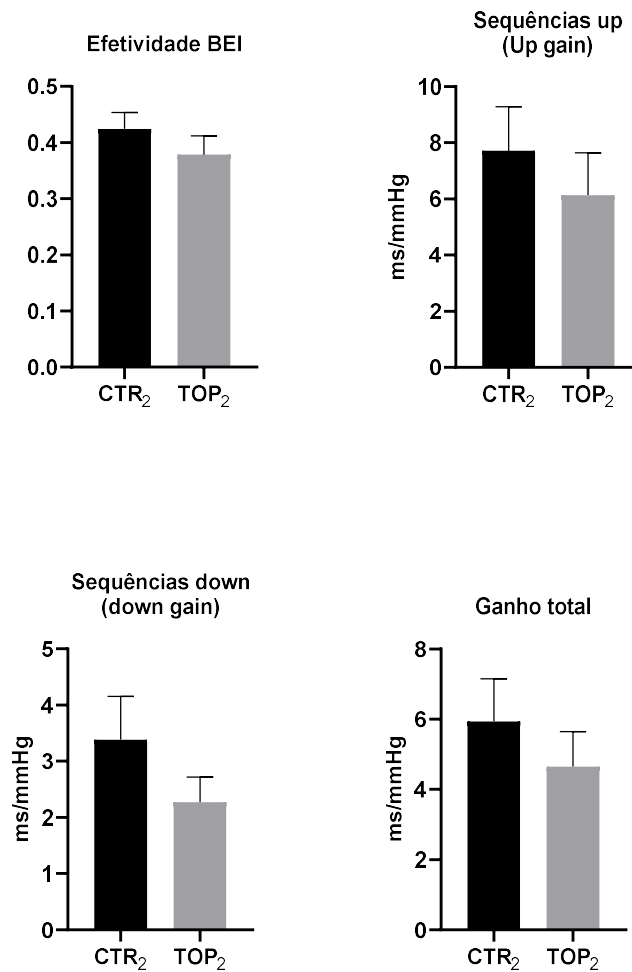 Efetividade BEI
0.5
0.4
0.3
0.2
0.1
0.0
CTR₂ TOP₂
Sequências up
(Up gain)
ms/mmHg
10
8
6
4
2
0
CTR₂ TOP₂
Sequêcias down
(down gain)
ms/mmHg
5
4
3
2
1
0
CTR₂ TOP₂
Ganho total
ms/mmHg
8
6
4
2
0
CTR₂ TOP₂